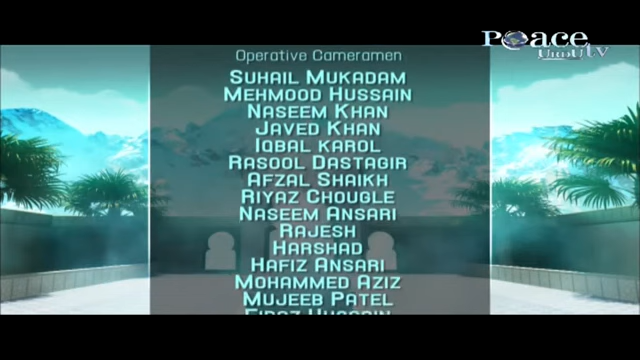 Peace
tv
Operative Cameramen
SUHAIL MUKADAM
MEHMOOD HUSSAIN
NASEEM KHAN
JAVED KHAN
IQBAL KAROL
RASOOL DASTAGIR
AFZAL SHAIKH
RIYAZ CHOUGLE
NASEEM ANSARI
RAJESH
HARSHAD
HAFIZ ANSARI
MOHAMMED AZIZ
MUJEEB PATEL